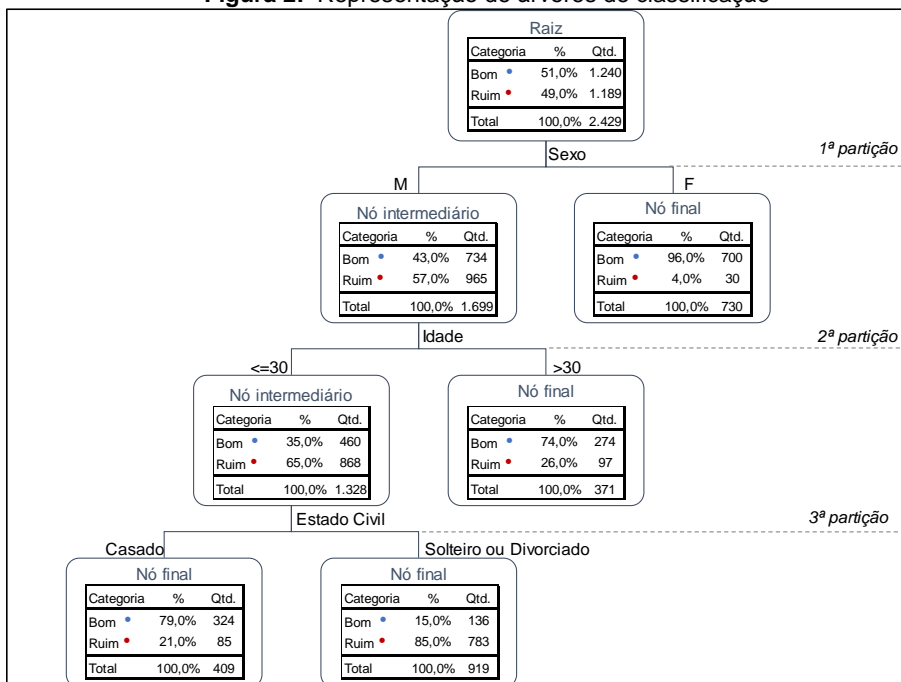 Figura 2. Representação de árvores de classificação
Raiz
Categoria % Qtd.
Bom 51,0% 1.240
Ruim 49,0% 1.189
Total 100,0% 2.429
Sexo
1ª partição
M
F
Nó intermediário
Categoria % Qtd.
Bom 43,0% 734
Ruim 57,0% 965
Total 100,0% 1.699
Nó final
Categoria % Qtd.
Bom 96,0% 700
Ruim 4,0% 30
Total 100,0% 730
Idade
2ª partição
<=30
>30
Nó intermediário
Categoria % Qtd.
Bom 35,0% 460
Ruim 65,0% 868
Total 100,0% 1.328
Nó final
Categoria % Qtd.
Bom 74,0% 274
Ruim 26,0% 97
Total 100,0% 371
Estado Civil
3ª partição
Casado
Solteiro ou Divorciado
Nó final
Categoria % Qtd.
Bom 79,0% 324
Ruim 21,0% 85
Total 100,0% 409
Nó final
Categoria % Qtd.
Bom 15,0% 136
Ruim 85,0% 783
Total 100,0% 919